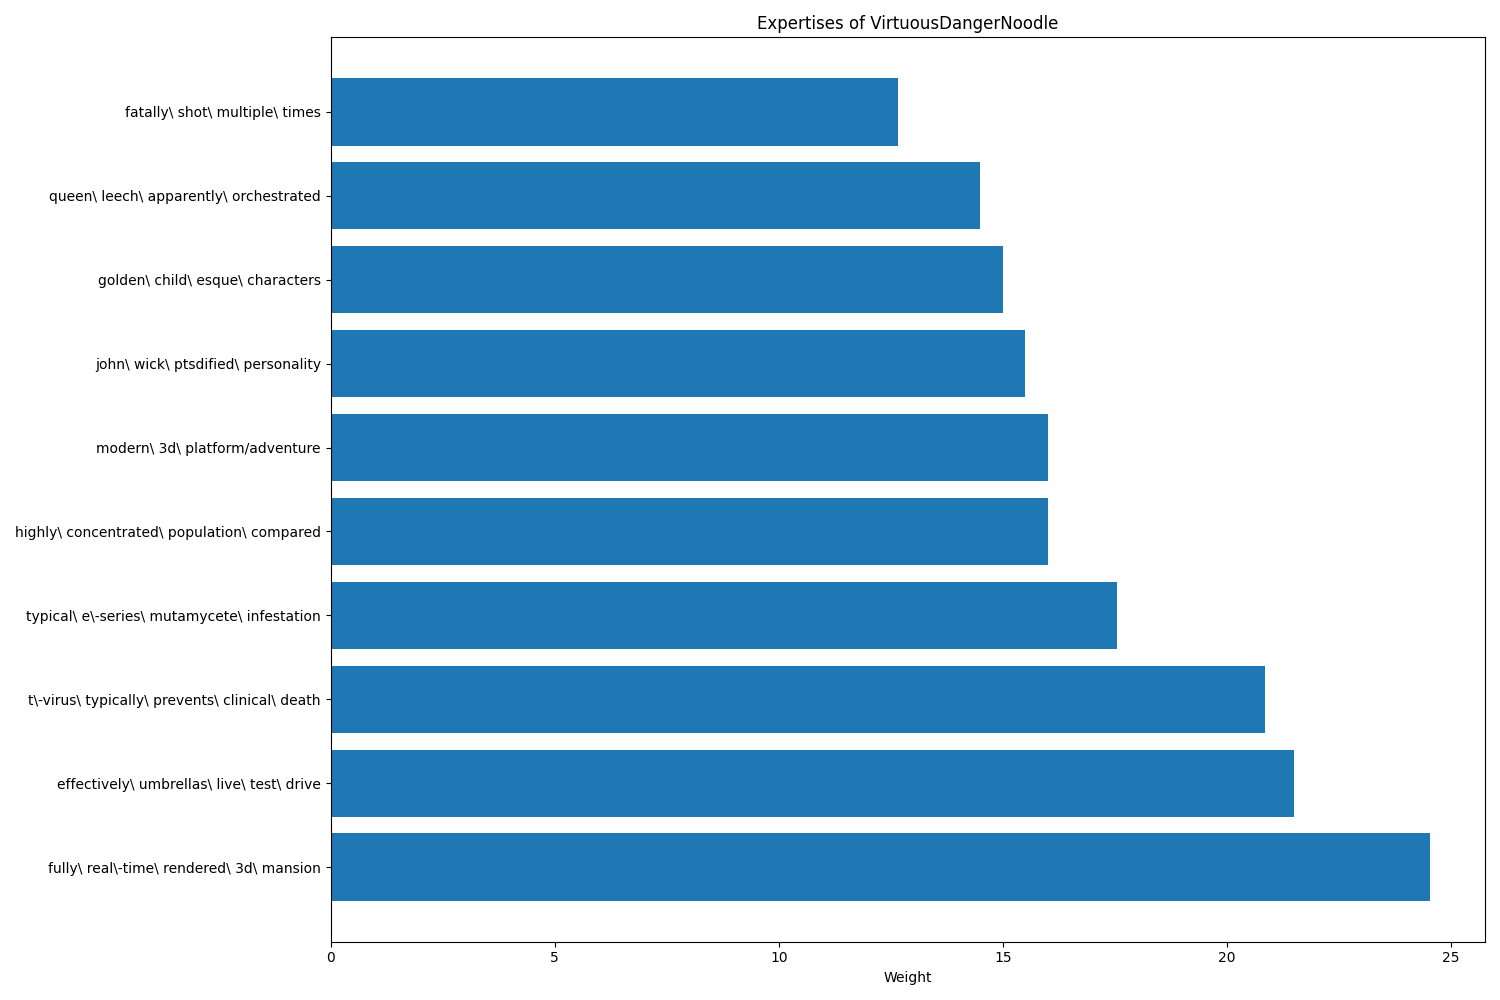 Expertises of VirtuousDangerNoodle
fatally\ shot\ multiple\ times
queen\ leech\ apparently\ orchestrated
golden\ child\ esque\ characters
john\ wick\ ptsdified\ personality
modern\ 3d\ platform/adventure
highly\ concentrated\ population\ compared
typical\ e\-series\ mutamycete\ infestation
t\-virus\ typically\ prevents\ clinical\ death
effectively\ umbrellas\ live\ test\ drive
fully\ real\-time\ rendered\ 3d\ mansion
0 5 10 15 20 25
Weight